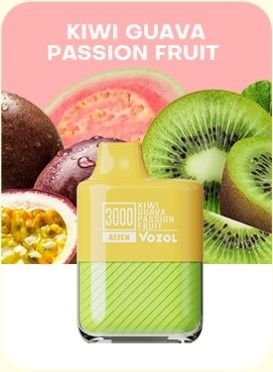 KIWI GUAVA
PASSION FRUIT
3000
ALIEN
KIWI
GUAVA
PASSION
FRUIT
VOZOL